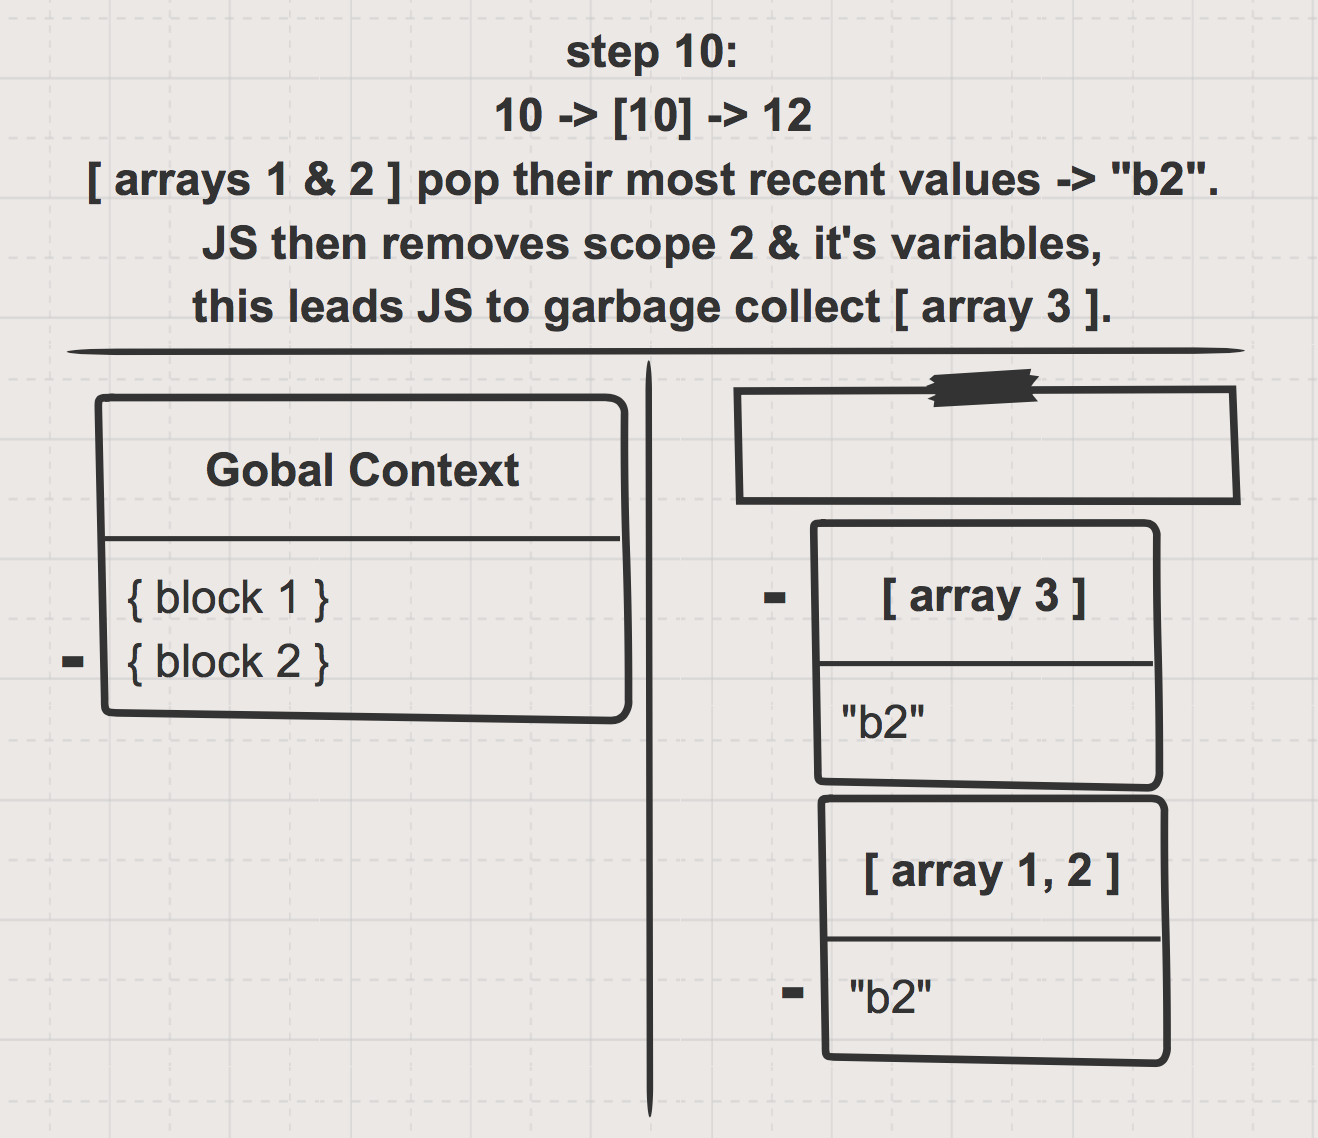 step 10:
10 -> [10] -> 12
[ arrays 1 & 2 ] pop their most recent values -> "b2".
JS then removes scope 2 & it's variables,
this leads JS to garbage collect [ array 3 ].
Gobal Context
{ block 1 }
- { block 2 }
- [ array 3 ]
"b2"
[ array 1, 2 ]
- "b2"